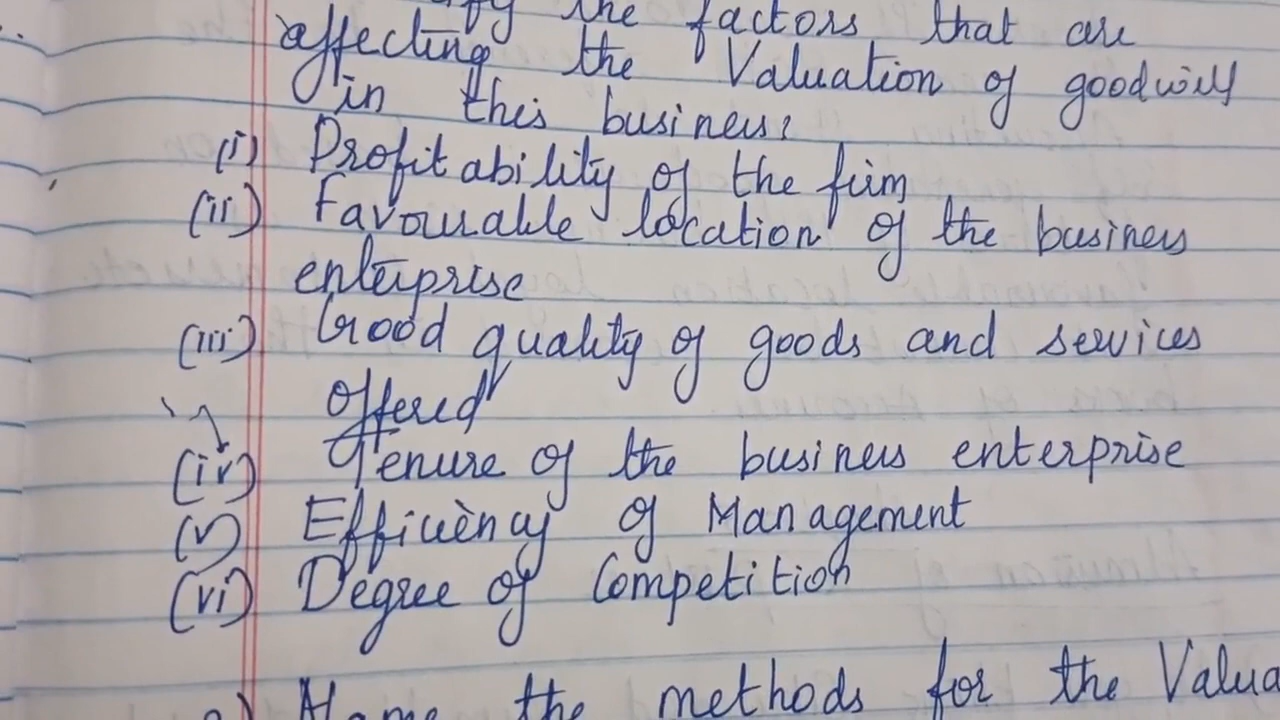 the factors that are
affecting the Valuation of goodwill
in this business?
(i) Profitability of the firm
(ii) Favourable location of the business
enterprise
(iii) Good quality of goods and services
offered
(iv) Tenure of the business enterprise
(v) Efficiency of Management
(vi) Degree of Competition
Name the methods for the